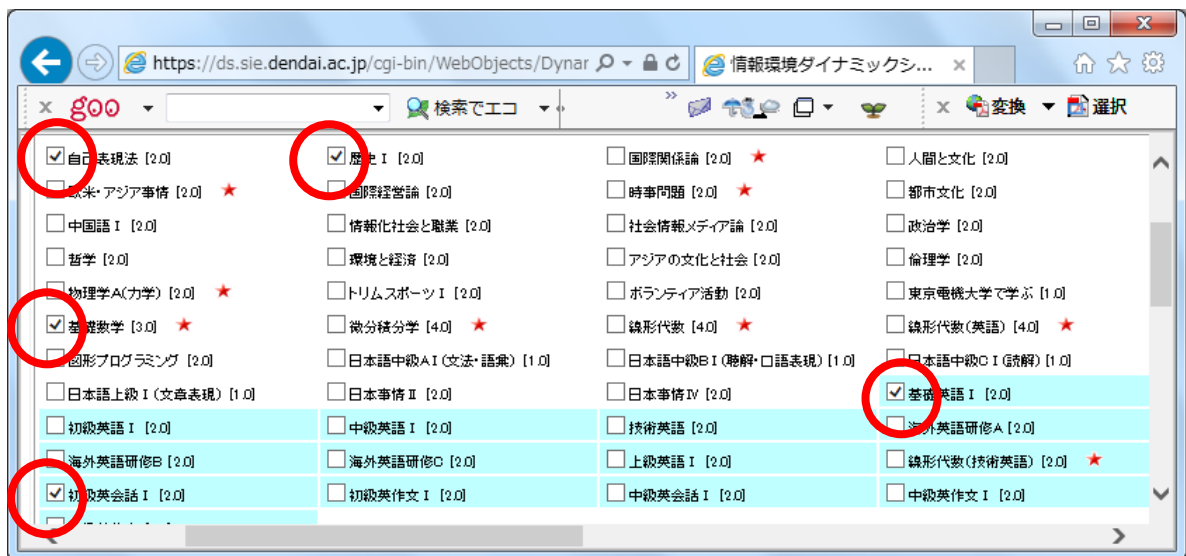 https://ds.sie.dendai.ac.jp/cgi-bin/WebObjects/Dynar
情報環境ダイナミックシ... ×
× goo 検索でエコ » × 変換 選択
自己表現法 [2.0] 歴史Ⅰ [2.0] 国際関係論 [2.0] ★ 人間と文化 [2.0]
欧米・アジア事情 [2.0] ★ 国際経営論 [2.0] 時事問題 [2.0] ★ 都市文化 [2.0]
中国語Ⅰ [2.0] 情報化社会と職業 [2.0] 社会情報メディア論 [2.0] 政治学 [2.0]
哲学 [2.0] 環境と経済 [2.0] アジアの文化と社会 [2.0] 倫理学 [2.0]
物理学A(力学) [2.0] ★ トリムスポーツⅠ [2.0] ボランティア活動 [2.0] 東京電機大学で学ぶ [1.0]
基礎数学 [3.0] ★ 微分積分学 [4.0] ★ 線形代数 [4.0] ★ 線形代数(英語) [4.0] ★
図形プログラミング [2.0] 日本語中級AⅠ(文法・語彙) [1.0] 日本語中級BⅠ(聴解・口語表現) [1.0] 日本語中級CⅠ(読解) [1.0]
日本語上級Ⅰ(文章表現) [1.0] 日本事情Ⅱ [2.0] 日本事情Ⅳ [2.0] 基礎英語Ⅰ [2.0]
初級英語Ⅰ [2.0] 中級英語Ⅰ [2.0] 技術英語 [2.0] 海外英語研修A [2.0]
海外英語研修B [2.0] 海外英語研修C [2.0] 上級英語Ⅰ [2.0] 線形代数(技術英語) [2.0] ★
初級英会話Ⅰ [2.0] 初級英作文Ⅰ [2.0] 中級英会話Ⅰ [2.0] 中級英作文Ⅰ [2.0]